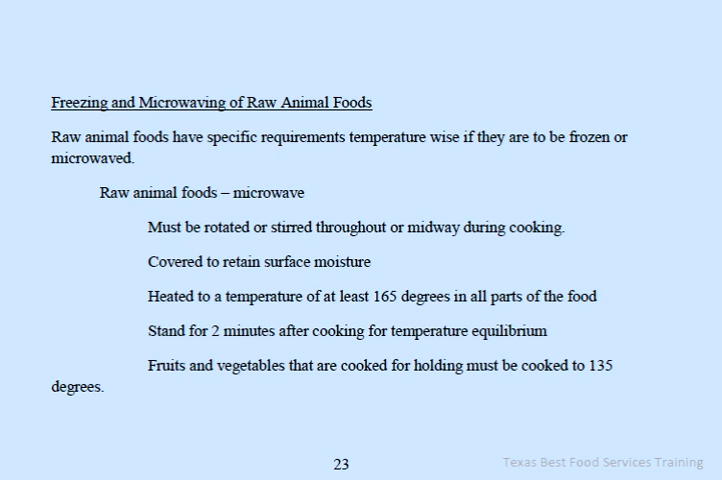 Freezing and Microwaving of Raw Animal Foods
Raw animal foods have specific requirements temperature wise if they are to be frozen or
microwaved.
Raw animal foods – microwave
Must be rotated or stirred throughout or midway during cooking.
Covered to retain surface moisture
Heated to a temperature of at least 165 degrees in all parts of the food
Stand for 2 minutes after cooking for temperature equilibrium
Fruits and vegetables that are cooked for holding must be cooked to 135
degrees.
23
Texas Best Food Services Training